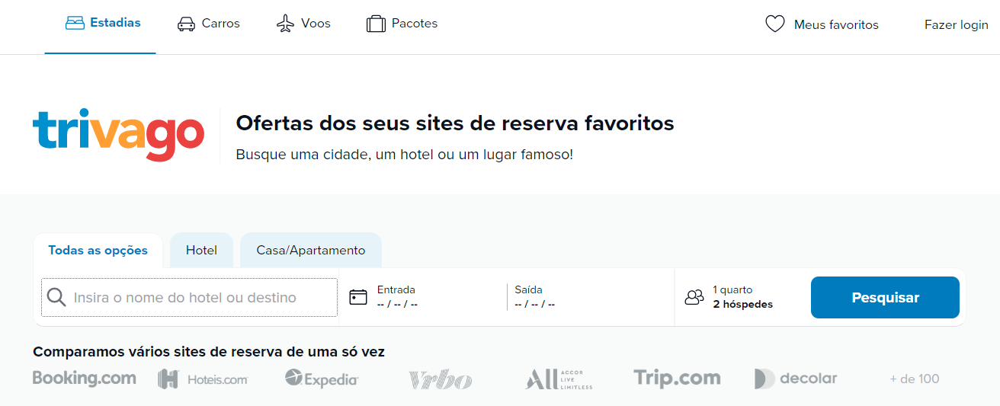 Estadias
Carros
Voos
Pacotes
Meus favoritos
Fazer login
trivago
Ofertas dos seus sites de reserva favoritos
Busque uma cidade, um hotel ou um lugar famoso!
Todas as opções
Hotel
Casa/Apartamento
Insira o nome do hotel ou destino
Entrada
-- / -- / --
Saída
-- / -- / --
1 quarto
2 hóspedes
Pesquisar
Comparamos vários sites de reserva de uma só vez
Booking.com
H Hoteis.com
Expedia
Vrbo
ALL ACCOR
LIVE
LIMITLESS
Trip.com
decolar
+ de 100